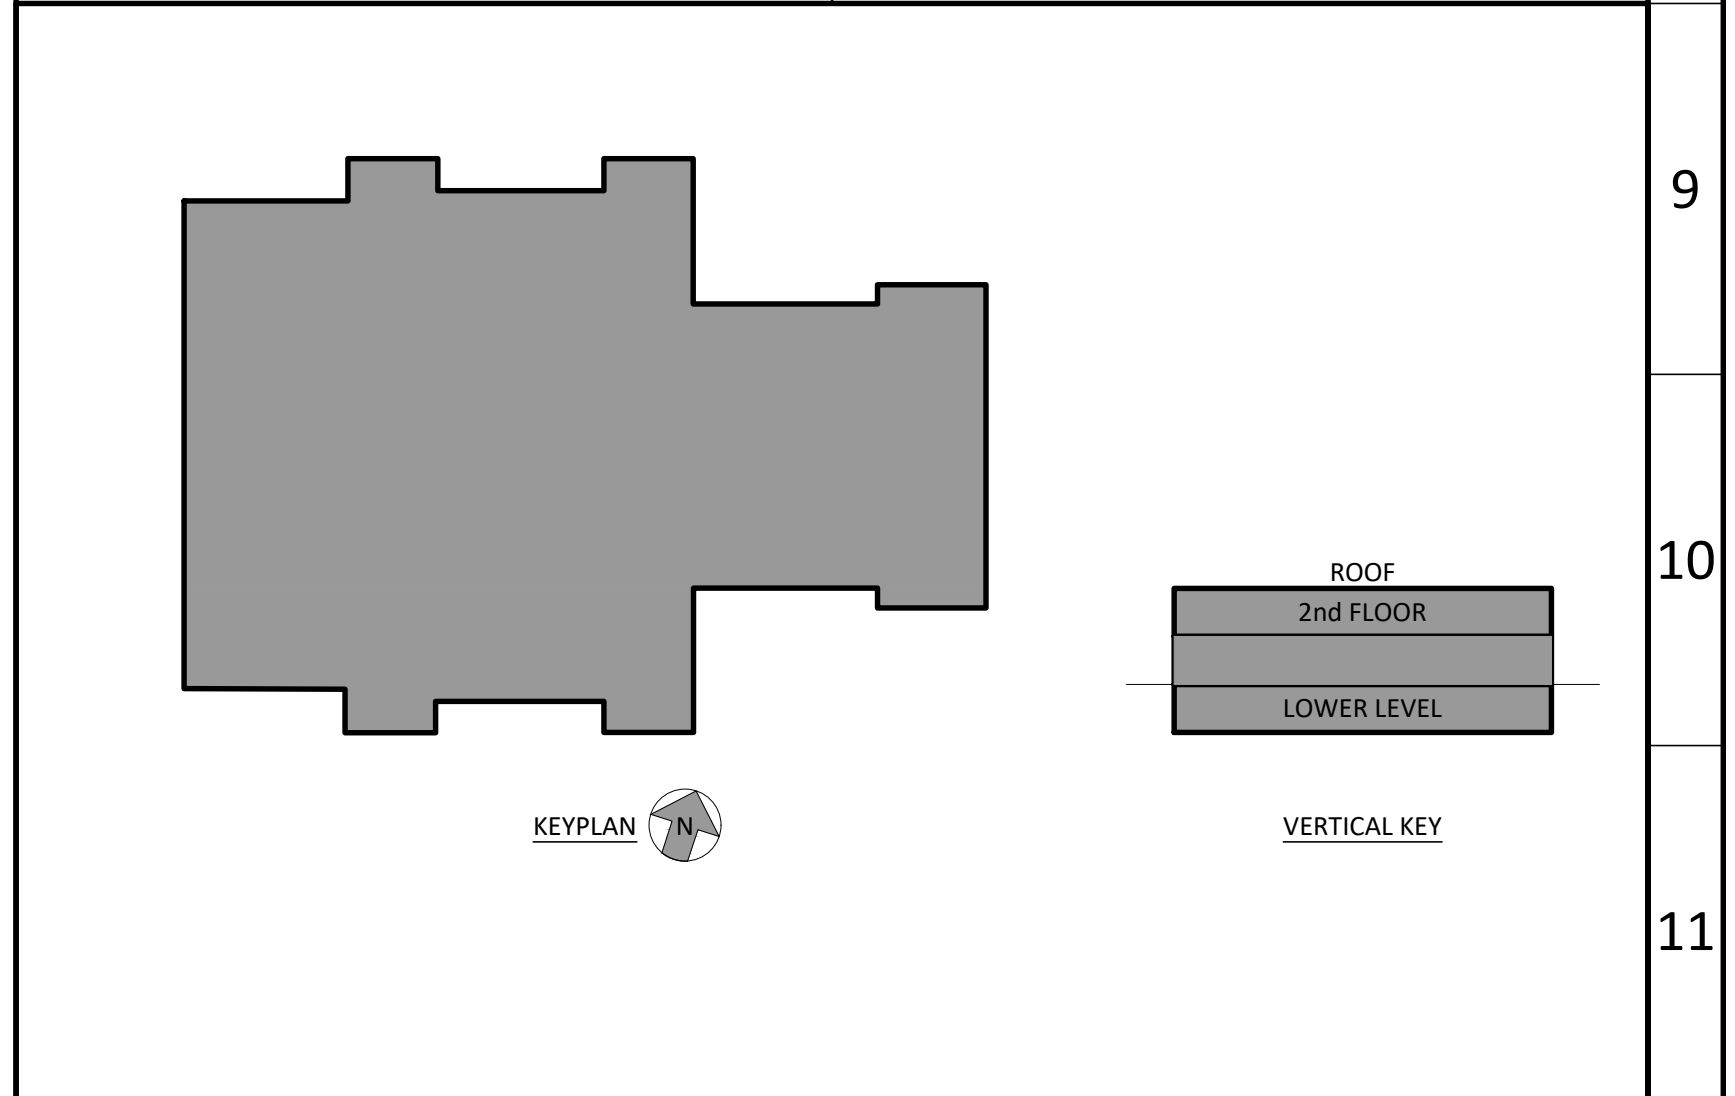 9
10
ROOF
2nd FLOOR
LOWER LEVEL
KEYPLAN
N
VERTICAL KEY
11